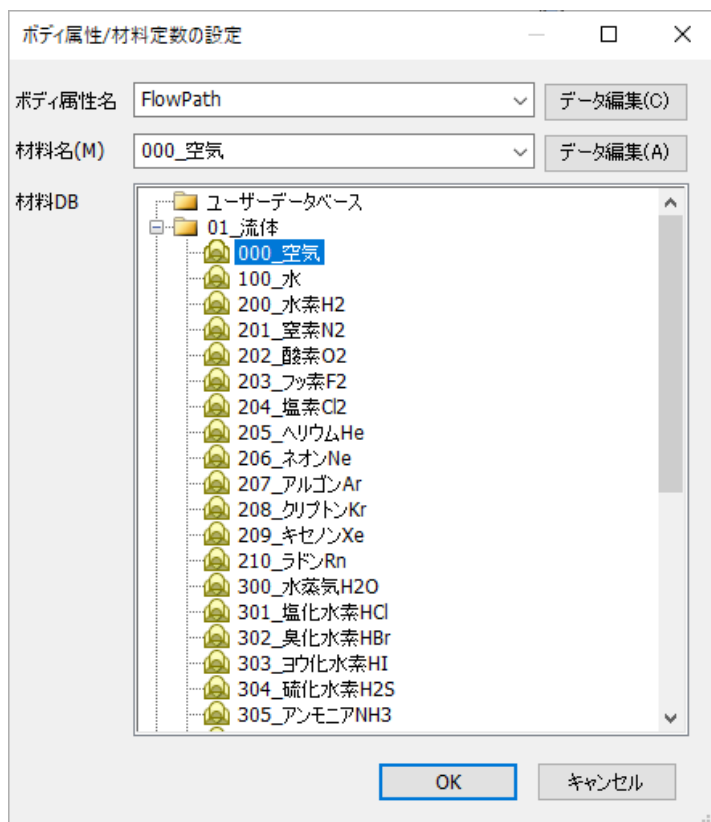 ボディ属性/材料定数の設定
ボディ属性名 FlowPath データ編集(C)
材料名(M) 000_空気 データ編集(A)
材料DB
ユーザーデータベース
01_流体
000_空気
100_水
200_水素H2
201_窒素N2
202_酸素O2
203_フッ素F2
204_塩素Cl2
205_ヘリウムHe
206_ネオンNe
207_アルゴンAr
208_クリプトンKr
209_キセノンXe
210_ラドンRn
300_水蒸気H2O
301_塩化水素HCl
302_臭化水素HBr
303_ヨウ化水素HI
304_硫化水素H2S
305_アンモニアNH3
OK キャンセル